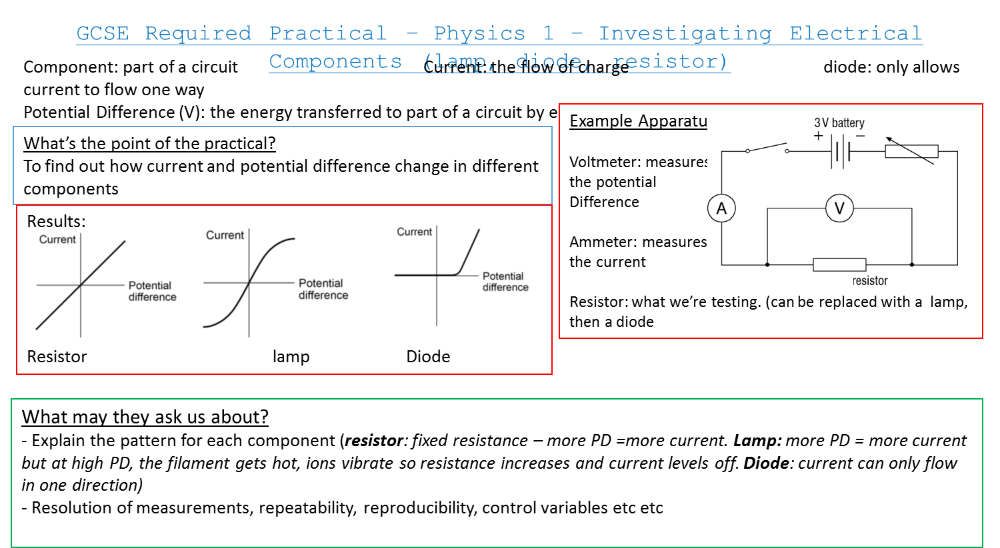 GCSE Required Practical – Physics 1 – Investigating Electrical
Components (lamp, diode, resistor)
Component: part of a circuit Current: the flow of charge diode: only allows
current to flow one way
Potential Difference (V): the energy transferred to part of a circuit by e
What's the point of the practical?
To find out how current and potential difference change in different
components
Results:
Current
Potential
difference
Current
Potential
difference
Current
Potential
difference
Resistor lamp Diode
Example Apparatu
Voltmeter: measures
the potential
Difference
Ammeter: measures
the current
3 V battery
+ −
A
V
resistor
Resistor: what we're testing. (can be replaced with a lamp,
then a diode
What may they ask us about?
- Explain the pattern for each component (resistor: fixed resistance – more PD =more current. Lamp: more PD = more current
but at high PD, the filament gets hot, ions vibrate so resistance increases and current levels off. Diode: current can only flow
in one direction)
- Resolution of measurements, repeatability, reproducibility, control variables etc etc